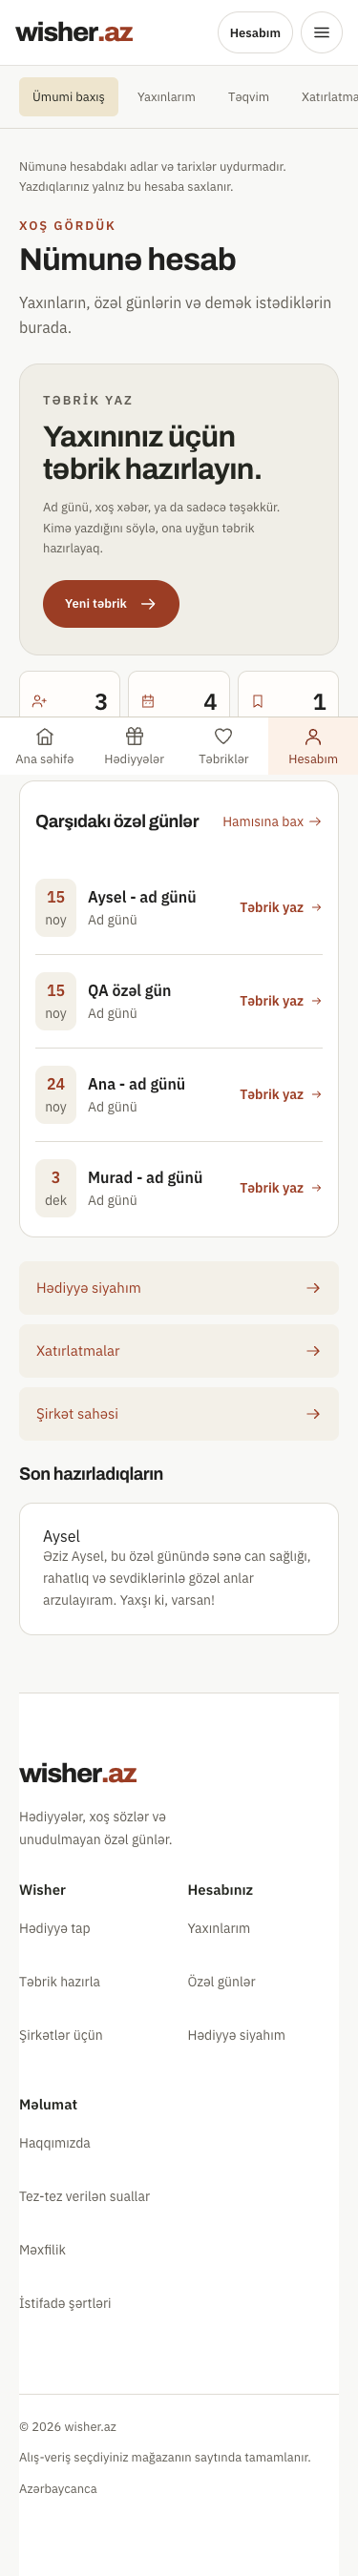 wisher.az
Hesabım
Ümumi baxış
Yaxınlarım
Təqvim
Xatırlatma
Nümunə hesabdakı adlar və tarixlər uydurmadır.
Yazdıqlarınız yalnız bu hesaba saxlanır.
XOŞ GÖRDÜK
Nümunə hesab
Yaxınların, özəl günlərin və demək istədiklərin
burada.
TƏBRİK YAZ
Yaxınınız üçün
təbrik hazırlayın.
Ad günü, xoş xəbər, ya da sadəcə təşəkkür.
Kimə yazdığını söylə, ona uyğun təbrik
hazırlayaq.
Yeni təbrik
3
4
1
Ana səhifə
Hədiyyələr
Təbriklər
Hesabım
Qarşıdakı özəl günlər
Hamısına bax
15
noy
Aysel - ad günü
Ad günü
Təbrik yaz
15
noy
QA özəl gün
Ad günü
Təbrik yaz
24
noy
Ana - ad günü
Ad günü
Təbrik yaz
3
dek
Murad - ad günü
Ad günü
Təbrik yaz
Hədiyyə siyahım
Xatırlatmalar
Şirkət sahəsi
Son hazırladıqların
Aysel
Əziz Aysel, bu özəl günündə sənə can sağlığı,
rahatlıq və sevdiklərinlə gözəl anlar
arzulayıram. Yaxşı ki, varsan!
wisher.az
Hədiyyələr, xoş sözlər və
unudulmayan özəl günlər.
Wisher
Hədiyyə tap
Təbrik hazırla
Şirkətlər üçün
Hesabınız
Yaxınlarım
Özəl günlər
Hədiyyə siyahım
Məlumat
Haqqımızda
Tez-tez verilən suallar
Məxfilik
İstifadə şərtləri
© 2026 wisher.az
Alış-veriş seçdiyiniz mağazanın saytında tamamlanır.
Azərbaycanca